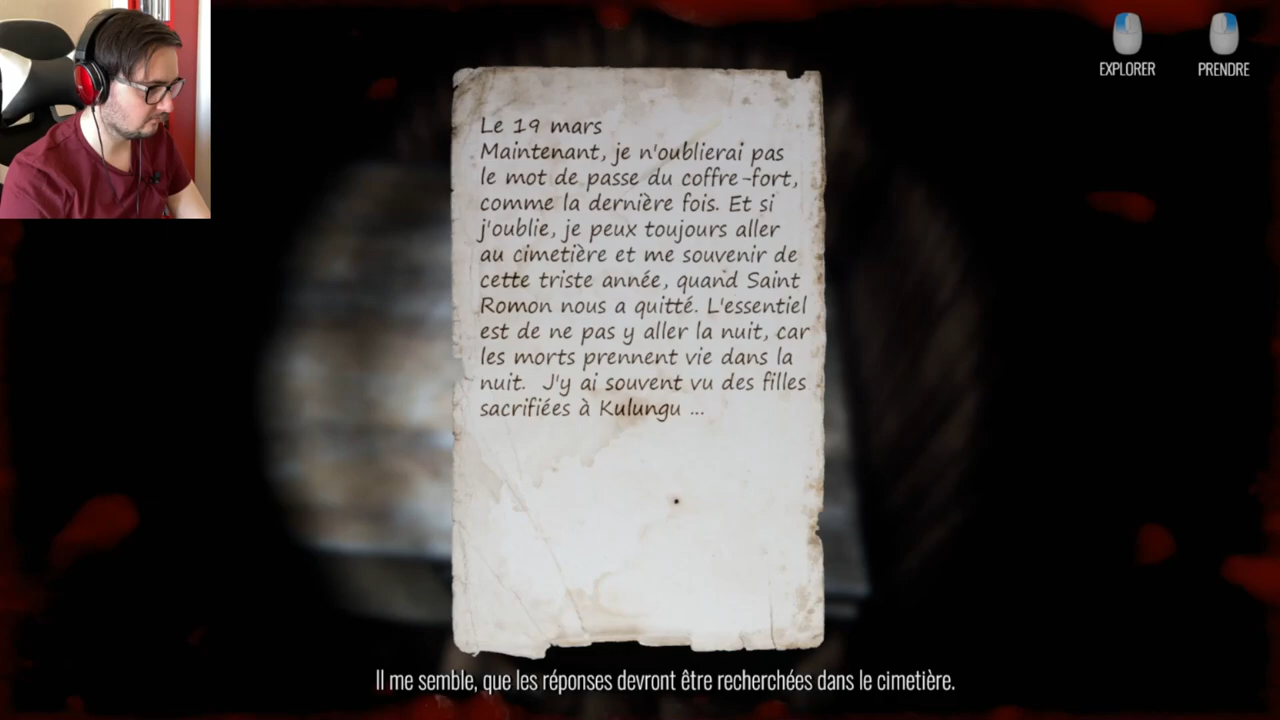 EXPLORER PRENDRE
Le 19 mars
Maintenant, je n'oublierai pas
le mot de passe du coffre-fort,
comme la dernière fois. Et si
j'oublie, je peux toujours aller
au cimetière et me souvenir de
cette triste année, quand Saint
Romon nous a quitté. L'essentiel
est de ne pas y aller la nuit, car
les morts prennent vie dans la
nuit. J'y ai souvent vu des filles
sacrifiées à Kulungu ...
Il me semble, que les réponses devront être recherchées dans le cimetière.